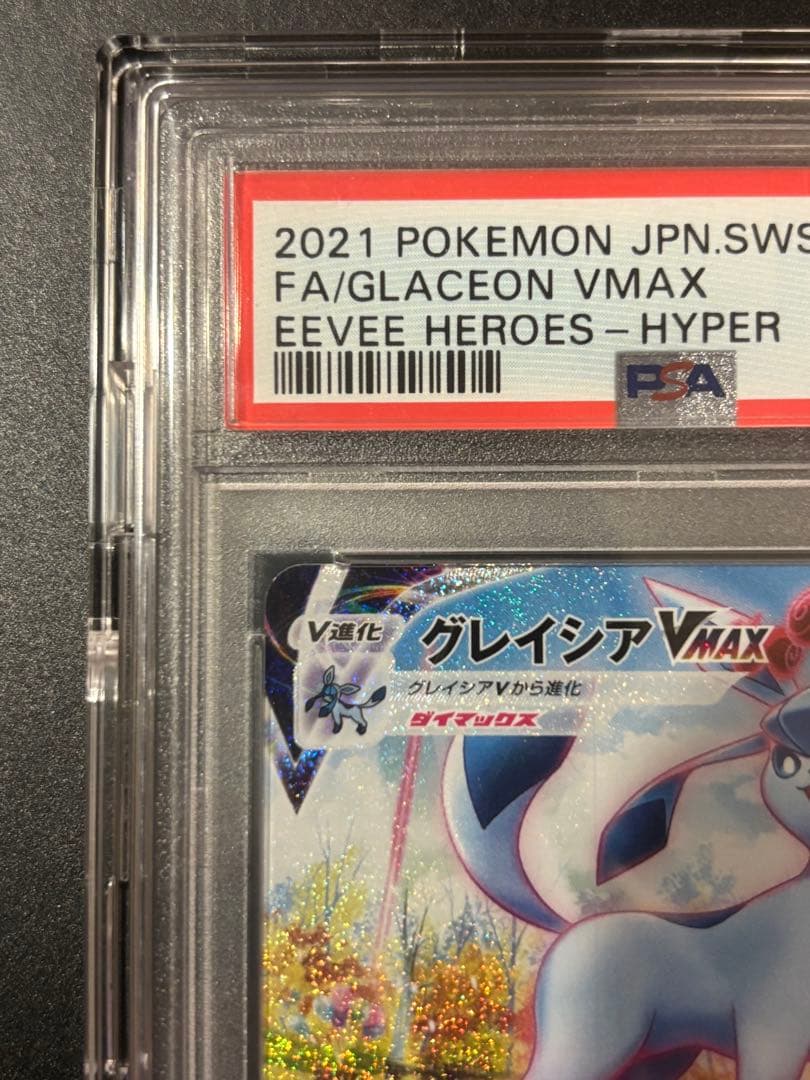 2021 POKEMON JPN.SWS
FA/GLACEON VMAX
EEVEE HEROES-HYPER
PSA
V進化
グレイシアVMAX
グレイシアVから進化
ダイマックス